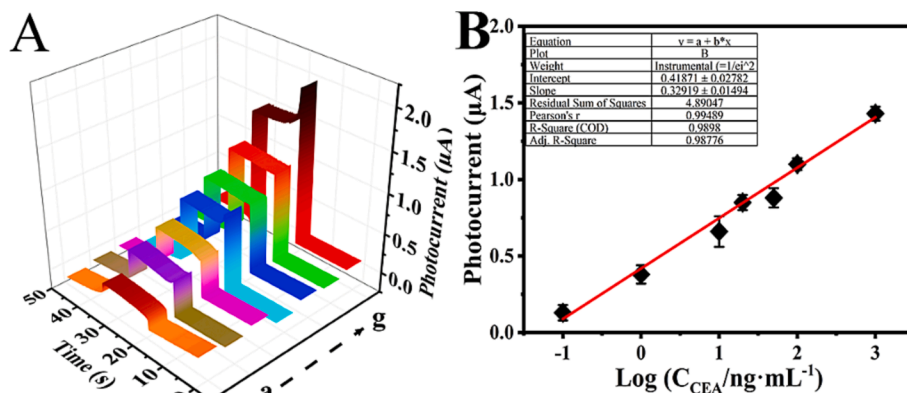 A
2.0
1.5
1.0
0.5
0.0
Photocurrent (μA)
50
40
30
20
10
Time (s)
a
g
B
Equation y = a + b*x
Plot B
Weight Instrumental (=1/ei^2
Intercept 0.41871 ± 0.02782
Slope 0.32919 ± 0.01494
Residual Sum of Squares 4.89047
Pearson's r 0.99489
R-Square (COD) 0.9898
Adj. R-Square 0.98776
2.0
1.5
1.0
0.5
0.0
Photocurrent (μA)
-1 0 1 2 3
Log (C_CEA/ng·mL⁻¹)